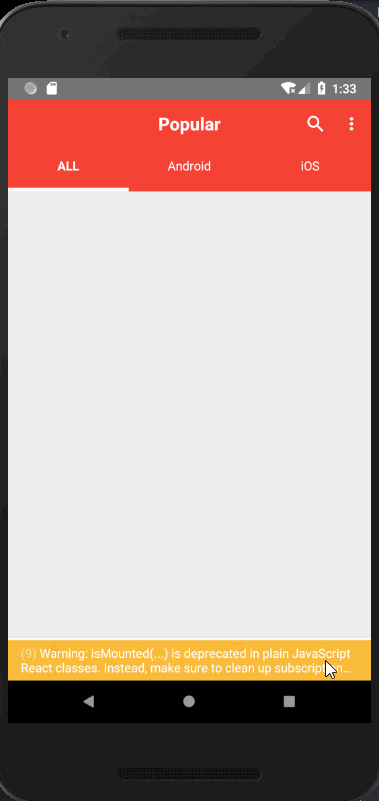 1:33
Popular
ALL Android iOS
(9) Warning: isMounted(...) is deprecated in plain JavaScript
React classes. Instead, make sure to clean up